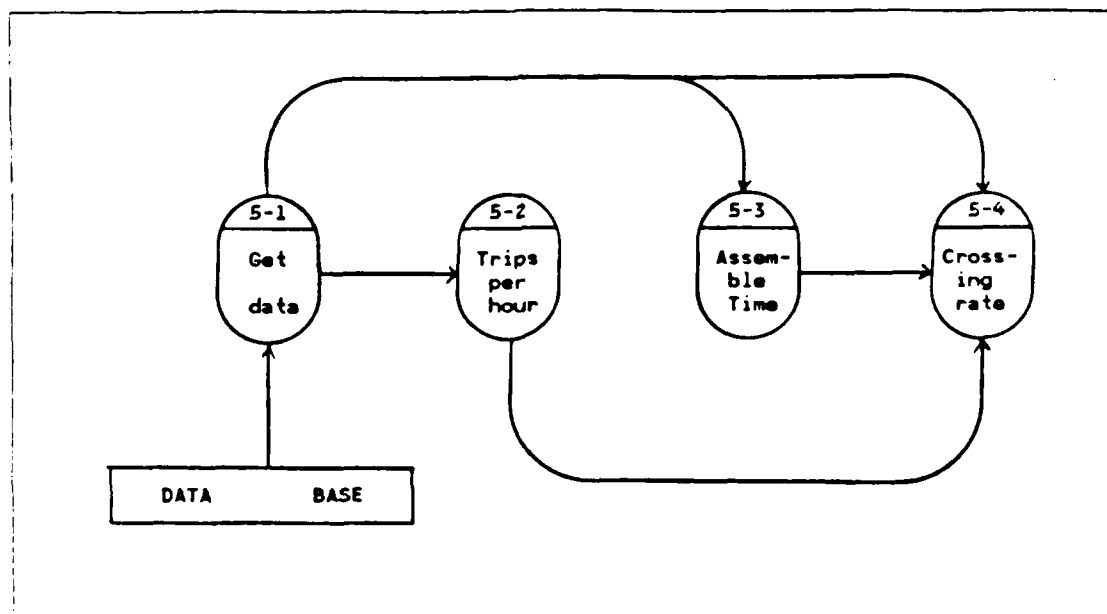 5-1
Get
data
5-2
Trips
per
hour
5-3
Assem-
ble
Time
5-4
Cross-
ing
rate
DATA BASE